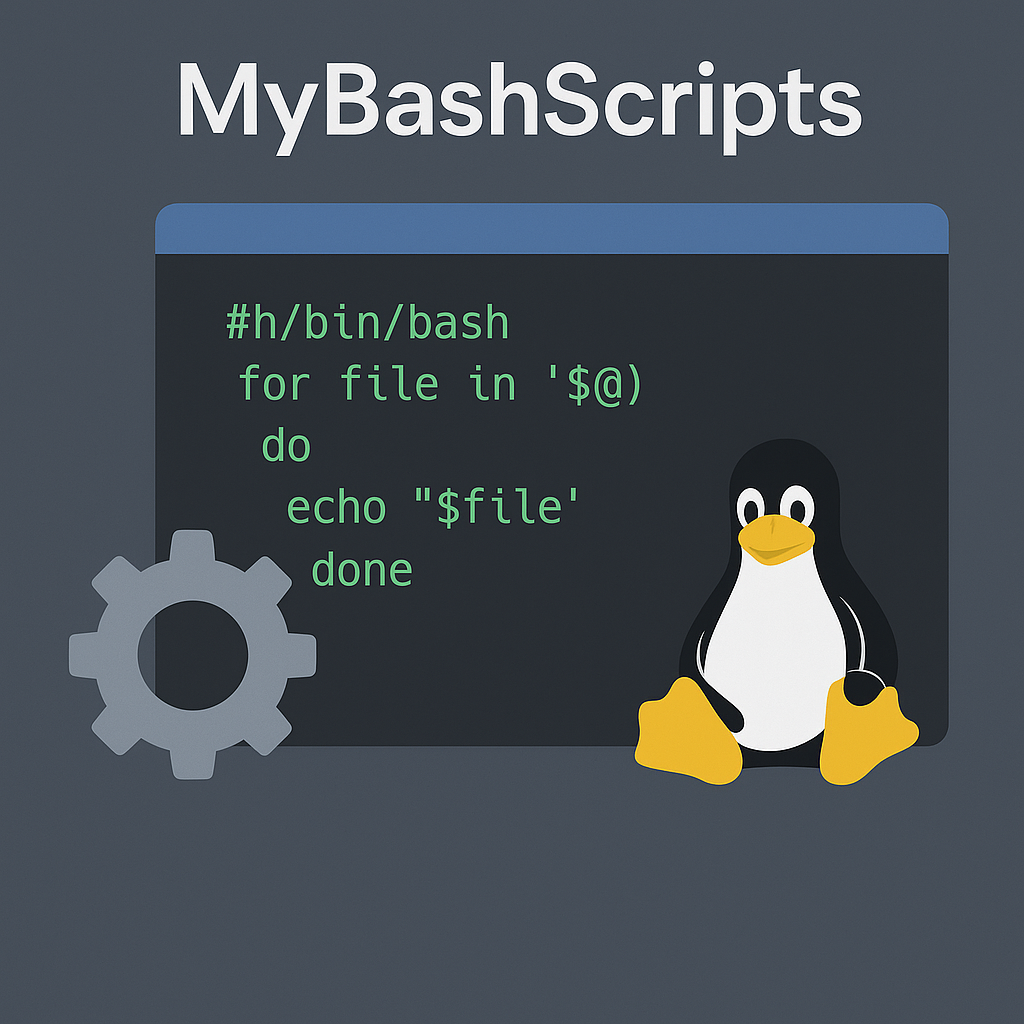 MyBashScripts
#h/bin/bash
for file in '$@)
do
echo "$file'
done